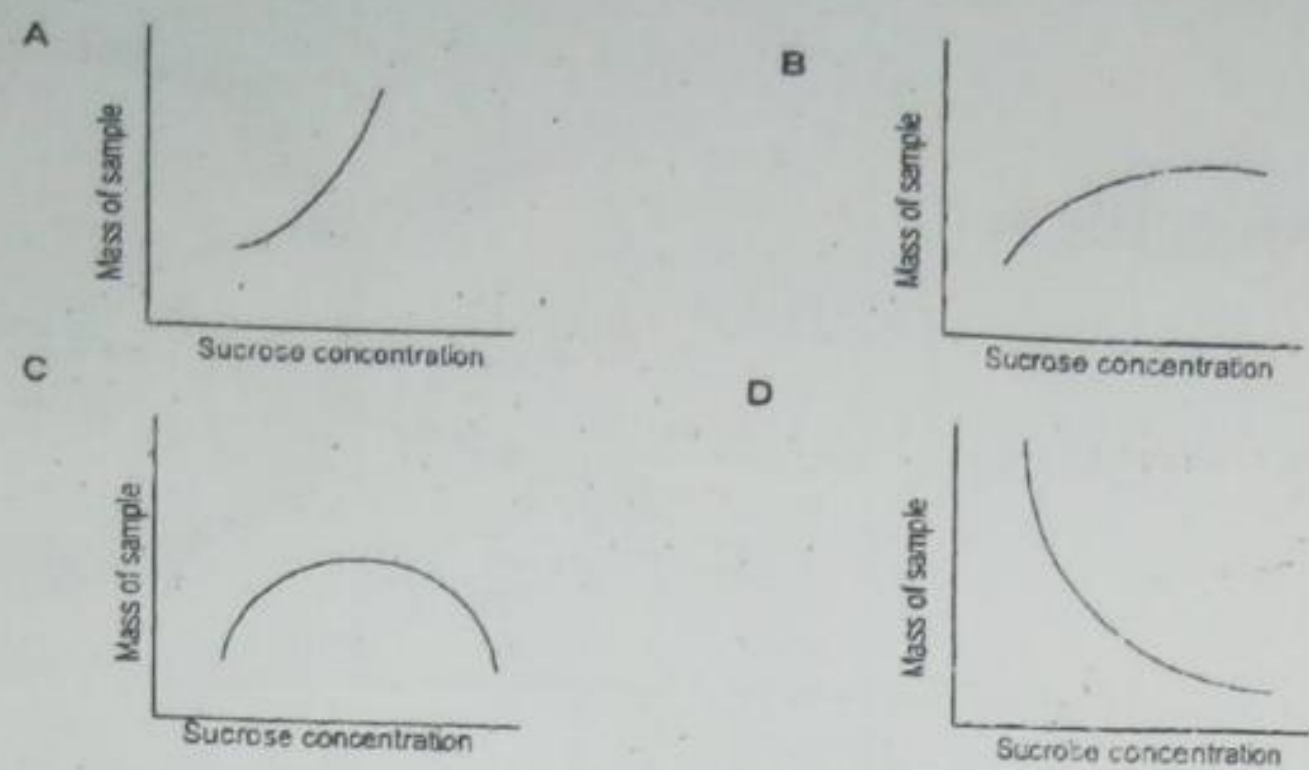 A
Mass of sample
Sucrose concentration
B
Mass of sample
Sucrose concentration
C
Mass of sample
Sucrose concentration
D
Mass of sample
Sucrose concentration